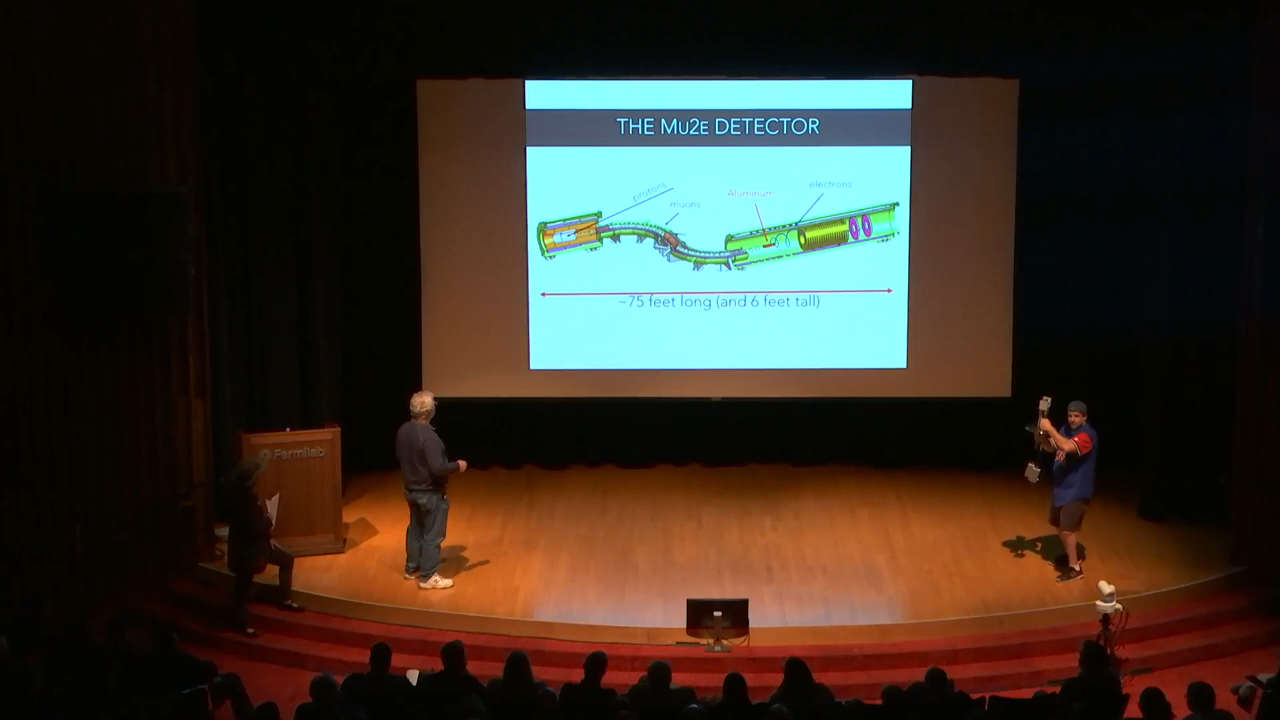 THE MU2E DETECTOR
protons
muons
Aluminum
electrons
~75 feet long (and 6 feet tall)
Fermilab